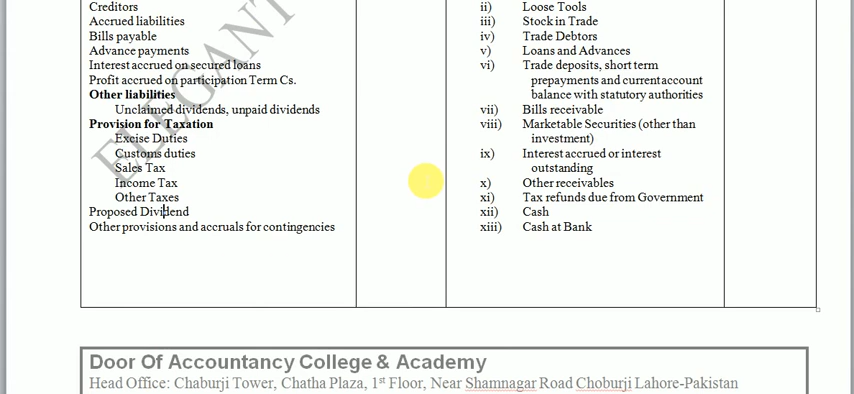 Creditors
Accrued liabilities
Bills payable
Advance payments
Interest accrued on secured loans
Profit accrued on participation Term Cs.
Other liabilities
Unclaimed dividends, unpaid dividends
Provision for Taxation
Excise Duties
Customs duties
Sales Tax
Income Tax
Other Taxes
Proposed Dividend
Other provisions and accruals for contingencies
ii) Loose Tools
iii) Stock in Trade
iv) Trade Debtors
v) Loans and Advances
vi) Trade deposits, short term
prepayments and current account
balance with statutory authorities
vii) Bills receivable
viii) Marketable Securities (other than
investment)
ix) Interest accrued or interest
outstanding
x) Other receivables
xi) Tax refunds due from Government
xii) Cash
xiii) Cash at Bank
ELEGANT
Door Of Accountancy College & Academy
Head Office: Chaburji Tower, Chatha Plaza, 1st Floor, Near Shamnagar Road Choburji Lahore-Pakistan